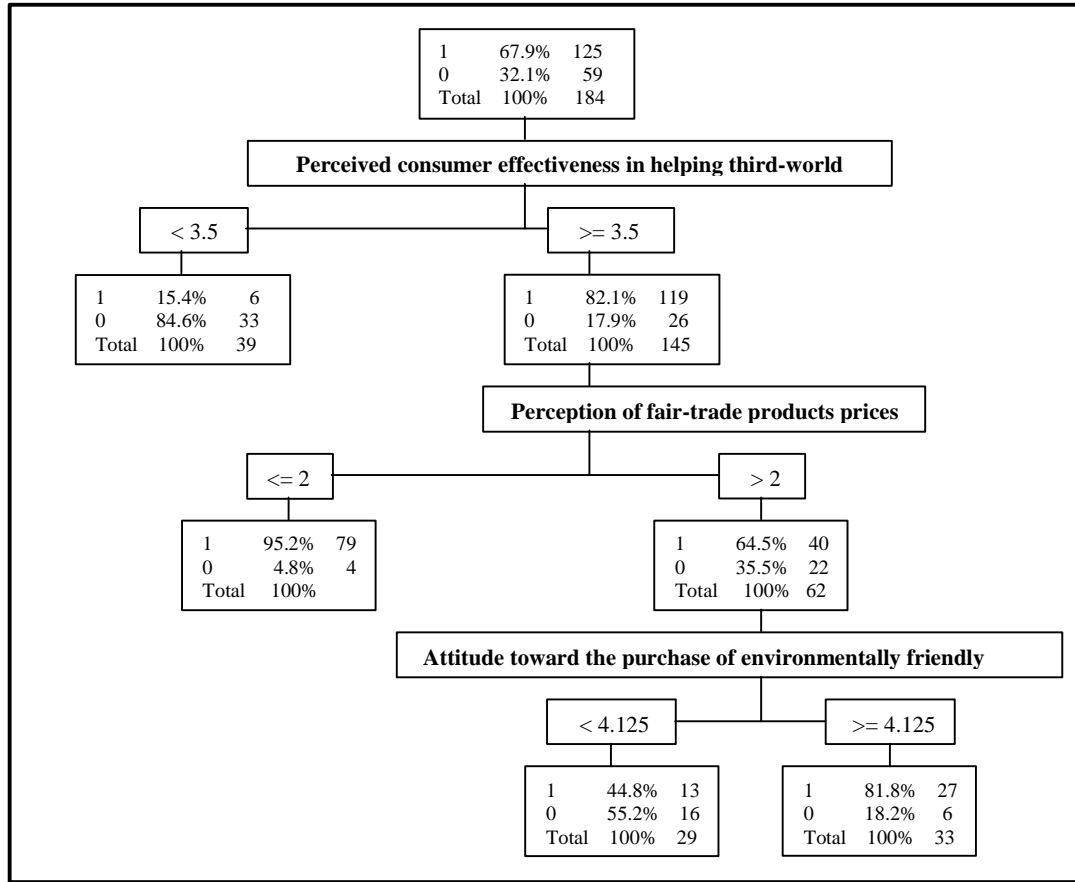 1 67.9% 125
0 32.1% 59
Total 100% 184
Perceived consumer effectiveness in helping third-world
< 3.5
>= 3.5
1 15.4% 6
0 84.6% 33
Total 100% 39
1 82.1% 119
0 17.9% 26
Total 100% 145
Perception of fair-trade products prices
<= 2
> 2
1 95.2% 79
0 4.8% 4
Total 100%
1 64.5% 40
0 35.5% 22
Total 100% 62
Attitude toward the purchase of environmentally friendly
< 4.125
>= 4.125
1 44.8% 13
0 55.2% 16
Total 100% 29
1 81.8% 27
0 18.2% 6
Total 100% 33